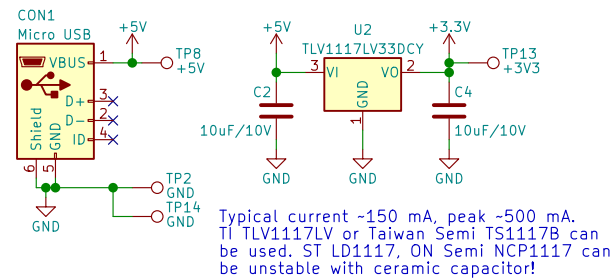 CON1
Micro USB
+5V
VBUS
1
TP8
+5V
D+
3
D-
2
ID
4
Shield
GND
6
5
GND
TP2
GND
TP14
GND
+5V
U2
TLV1117LV33DCY
+3.3V
3
VI
VO
2
TP13
+3V3
GND
1
C2
10uF/10V
C4
10uF/10V
GND
GND
GND
Typical current ~150 mA, peak ~500 mA.
TI TLV1117LV or Taiwan Semi TS1117B can
be used. ST LD1117, ON Semi NCP1117 can
be unstable with ceramic capacitor!